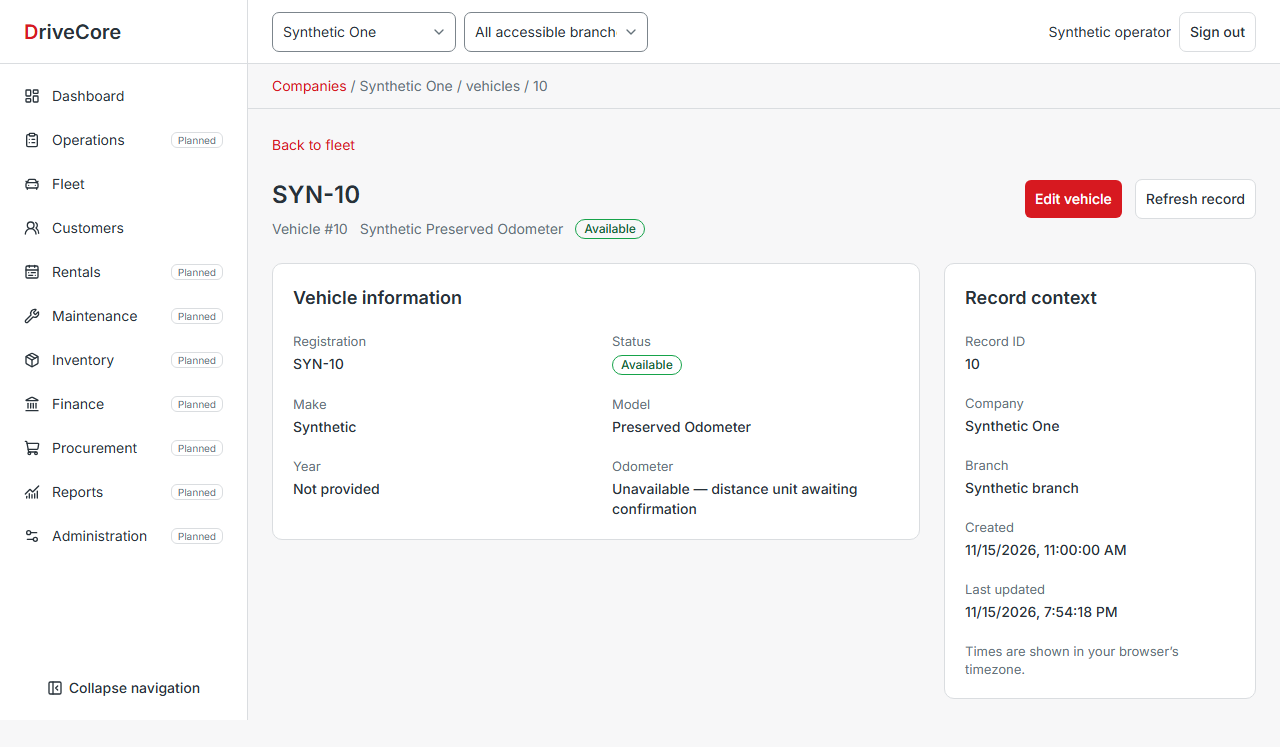 DriveCore
Synthetic One
All accessible branch
Synthetic operator
Sign out
Dashboard
Operations Planned
Fleet
Customers
Rentals Planned
Maintenance Planned
Inventory Planned
Finance Planned
Procurement Planned
Reports Planned
Administration Planned
Collapse navigation
Companies / Synthetic One / vehicles / 10
Back to fleet
SYN-10
Edit vehicle
Refresh record
Vehicle #10 Synthetic Preserved Odometer Available
Vehicle information
Registration
SYN-10
Status
Available
Make
Synthetic
Model
Preserved Odometer
Year
Not provided
Odometer
Unavailable — distance unit awaiting
confirmation
Record context
Record ID
10
Company
Synthetic One
Branch
Synthetic branch
Created
11/15/2026, 11:00:00 AM
Last updated
11/15/2026, 7:54:18 PM
Times are shown in your browser’s
timezone.